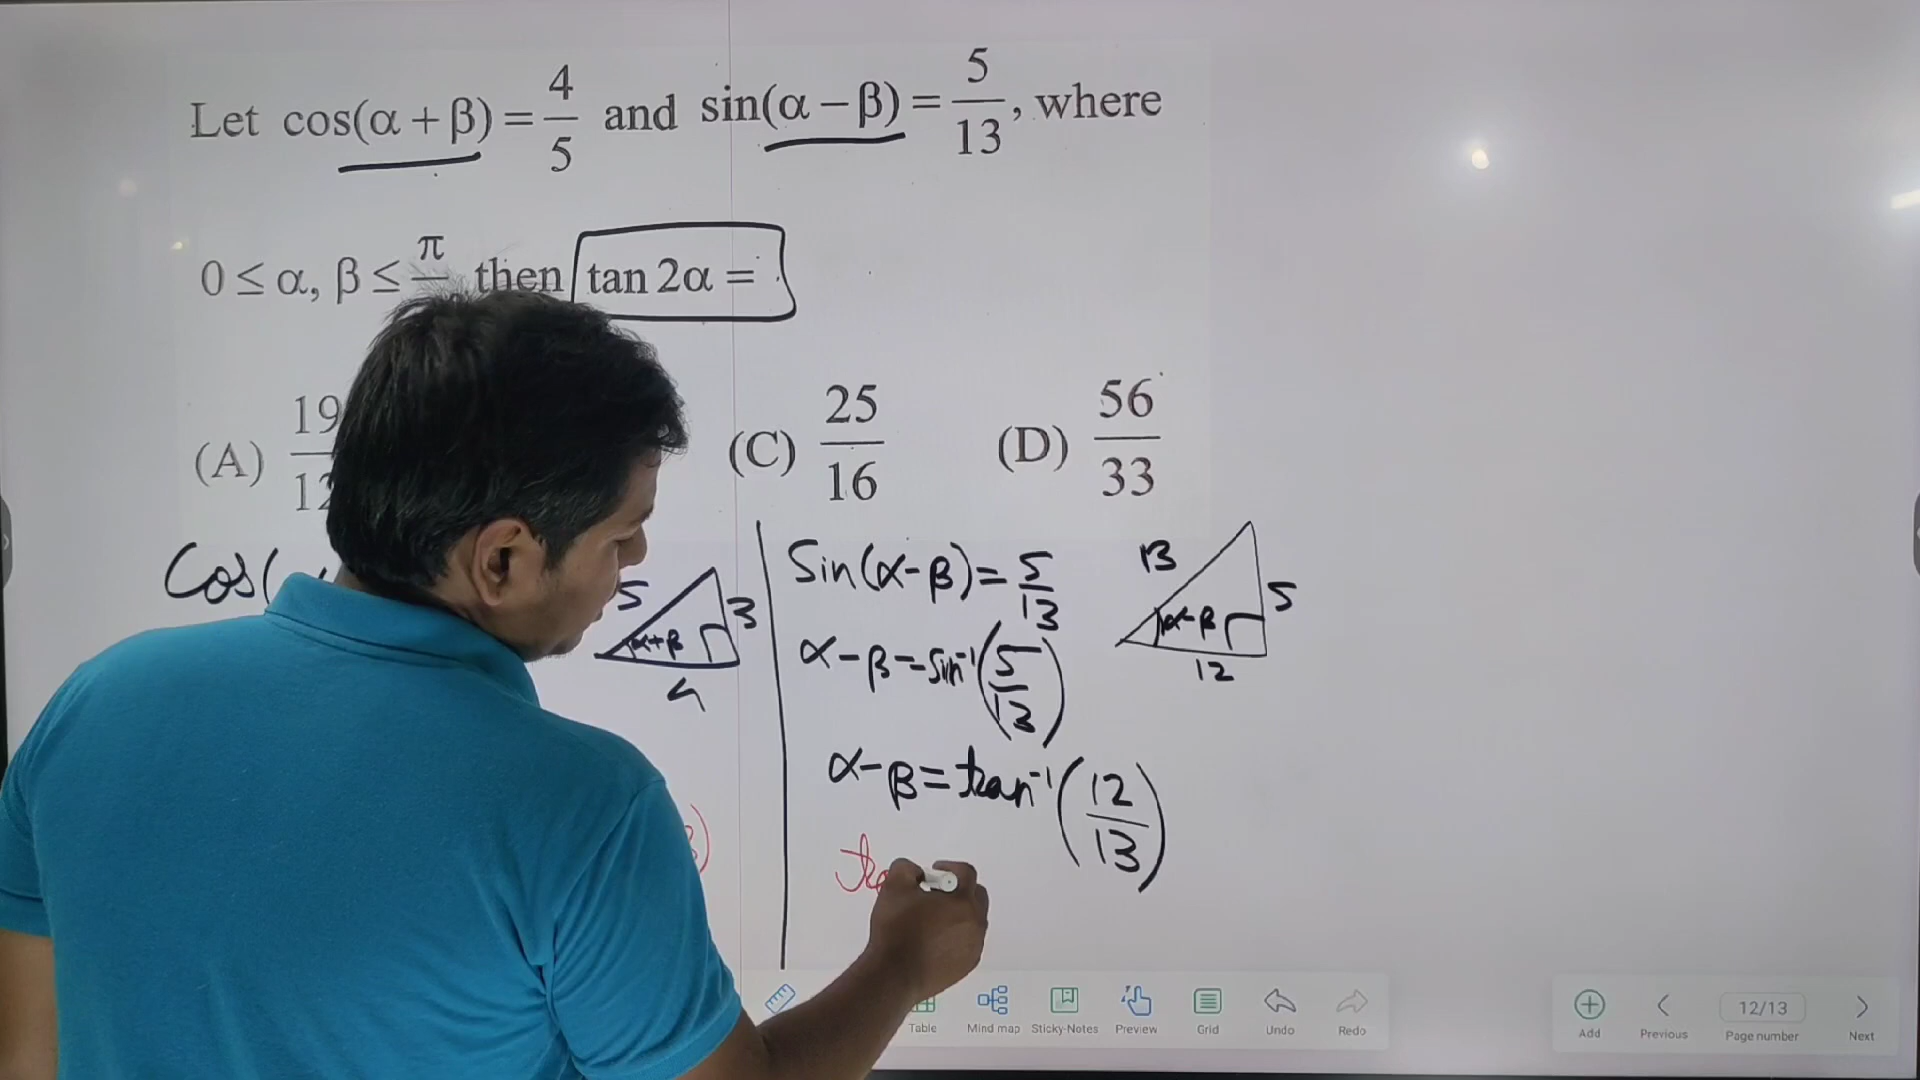 Let cos(α + β) = 4/5 and sin(α − β) = 5/13, where
0 ≤ α, β ≤ π then tan 2α =
(A) 19 (C) 25/16 (D) 56/33
Cos(
5 3 α+β 4
Sin(α-β) = 5/13
13 5 α-β 12
α-β = Sin⁻¹(5/13)
α-β = tan⁻¹(12/13)
Table Mind map Sticky-Notes Preview Grid Undo Redo
Add Previous 12/13 Page number Next